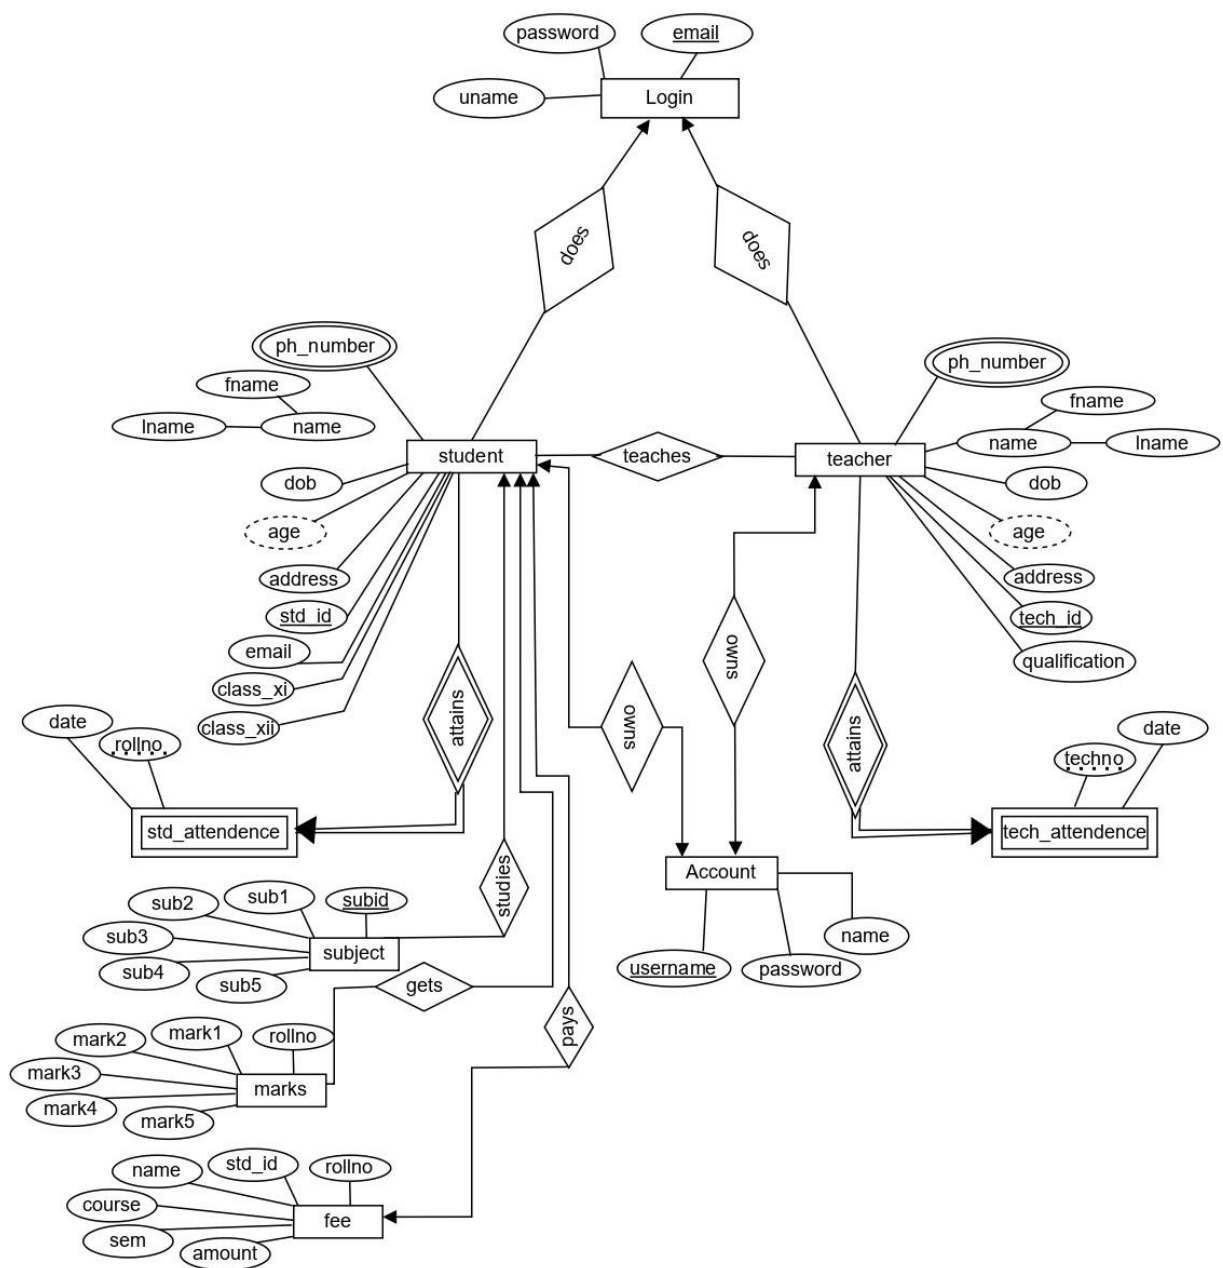 password
email
uname
Login
does
does
ph_number
fname
lname
name
student
dob
age
address
std_id
email
class_xi
class_xii
teaches
ph_number
fname
name
lname
teacher
dob
age
address
tech_id
qualification
attains
owns
owns
attains
date
rollno
std_attendence
techno
date
tech_attendence
Account
username
password
name
studies
sub2
sub1
subid
sub3
sub4
sub5
subject
gets
pays
mark2
mark1
rollno
mark3
mark4
mark5
marks
name
std_id
rollno
course
sem
amount
fee